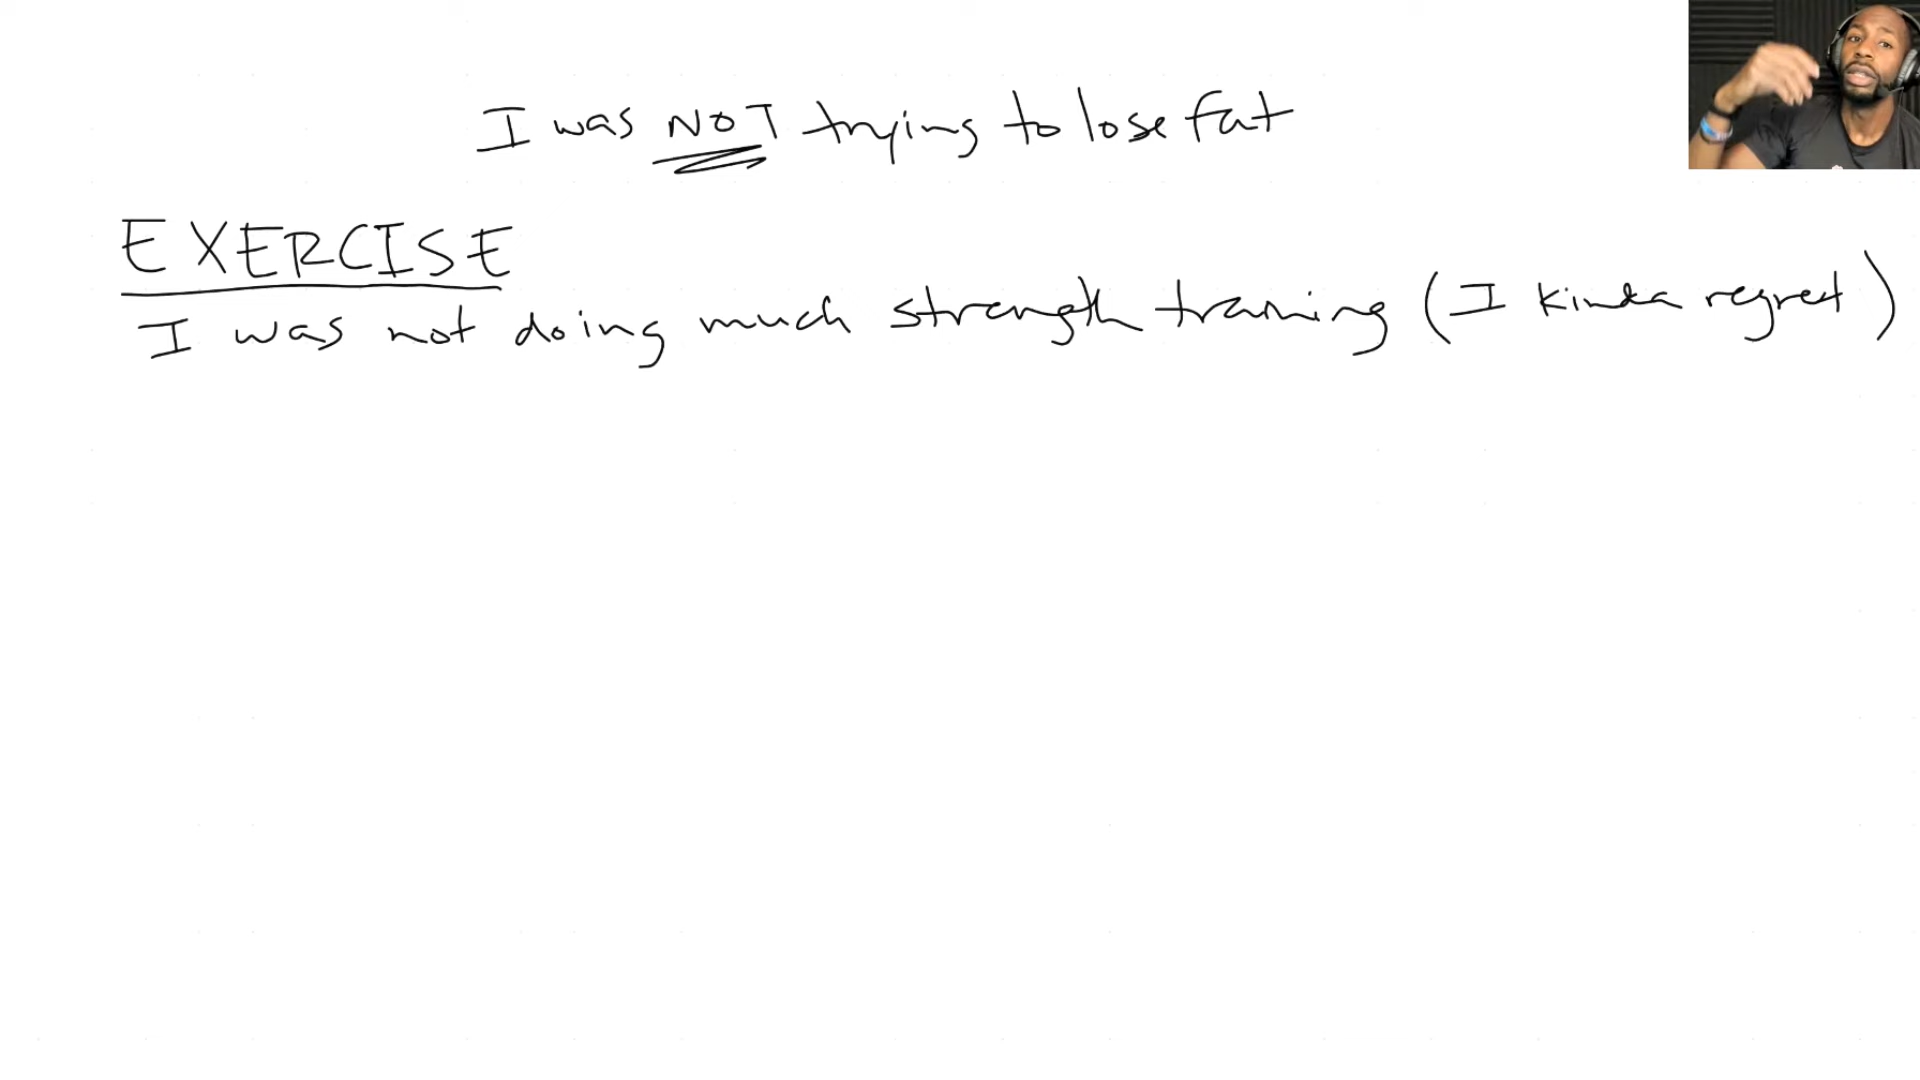 I was NOT trying to lose fat
EXERCISE
I was not doing much strength training (I kinda regret)